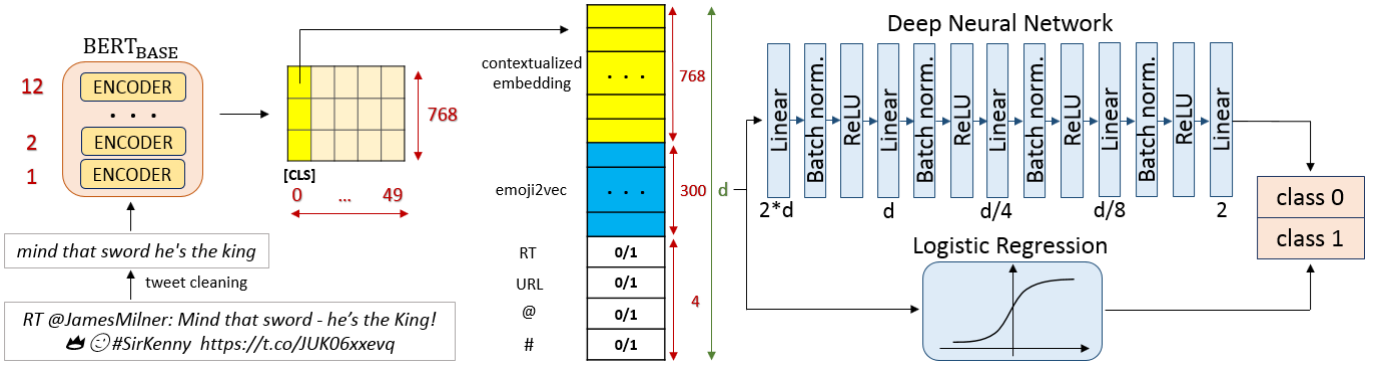 BERT_BASE
12
ENCODER
. . .
2
ENCODER
1
ENCODER
mind that sword he's the king
tweet cleaning
RT @JamesMilner: Mind that sword - he’s the King!
#SirKenny https://t.co/JUK06xxevq
768
[CLS]
0 ... 49
contextualized
embedding
. . .
768
emoji2vec
. . .
300
RT 0/1
URL 0/1
@ 0/1
# 0/1
4
d
Deep Neural Network
Linear
Batch norm.
ReLU
Linear
Batch norm.
ReLU
Linear
Batch norm.
ReLU
Linear
Batch norm.
ReLU
Linear
2*d d d/4 d/8 2
Logistic Regression
class 0
class 1